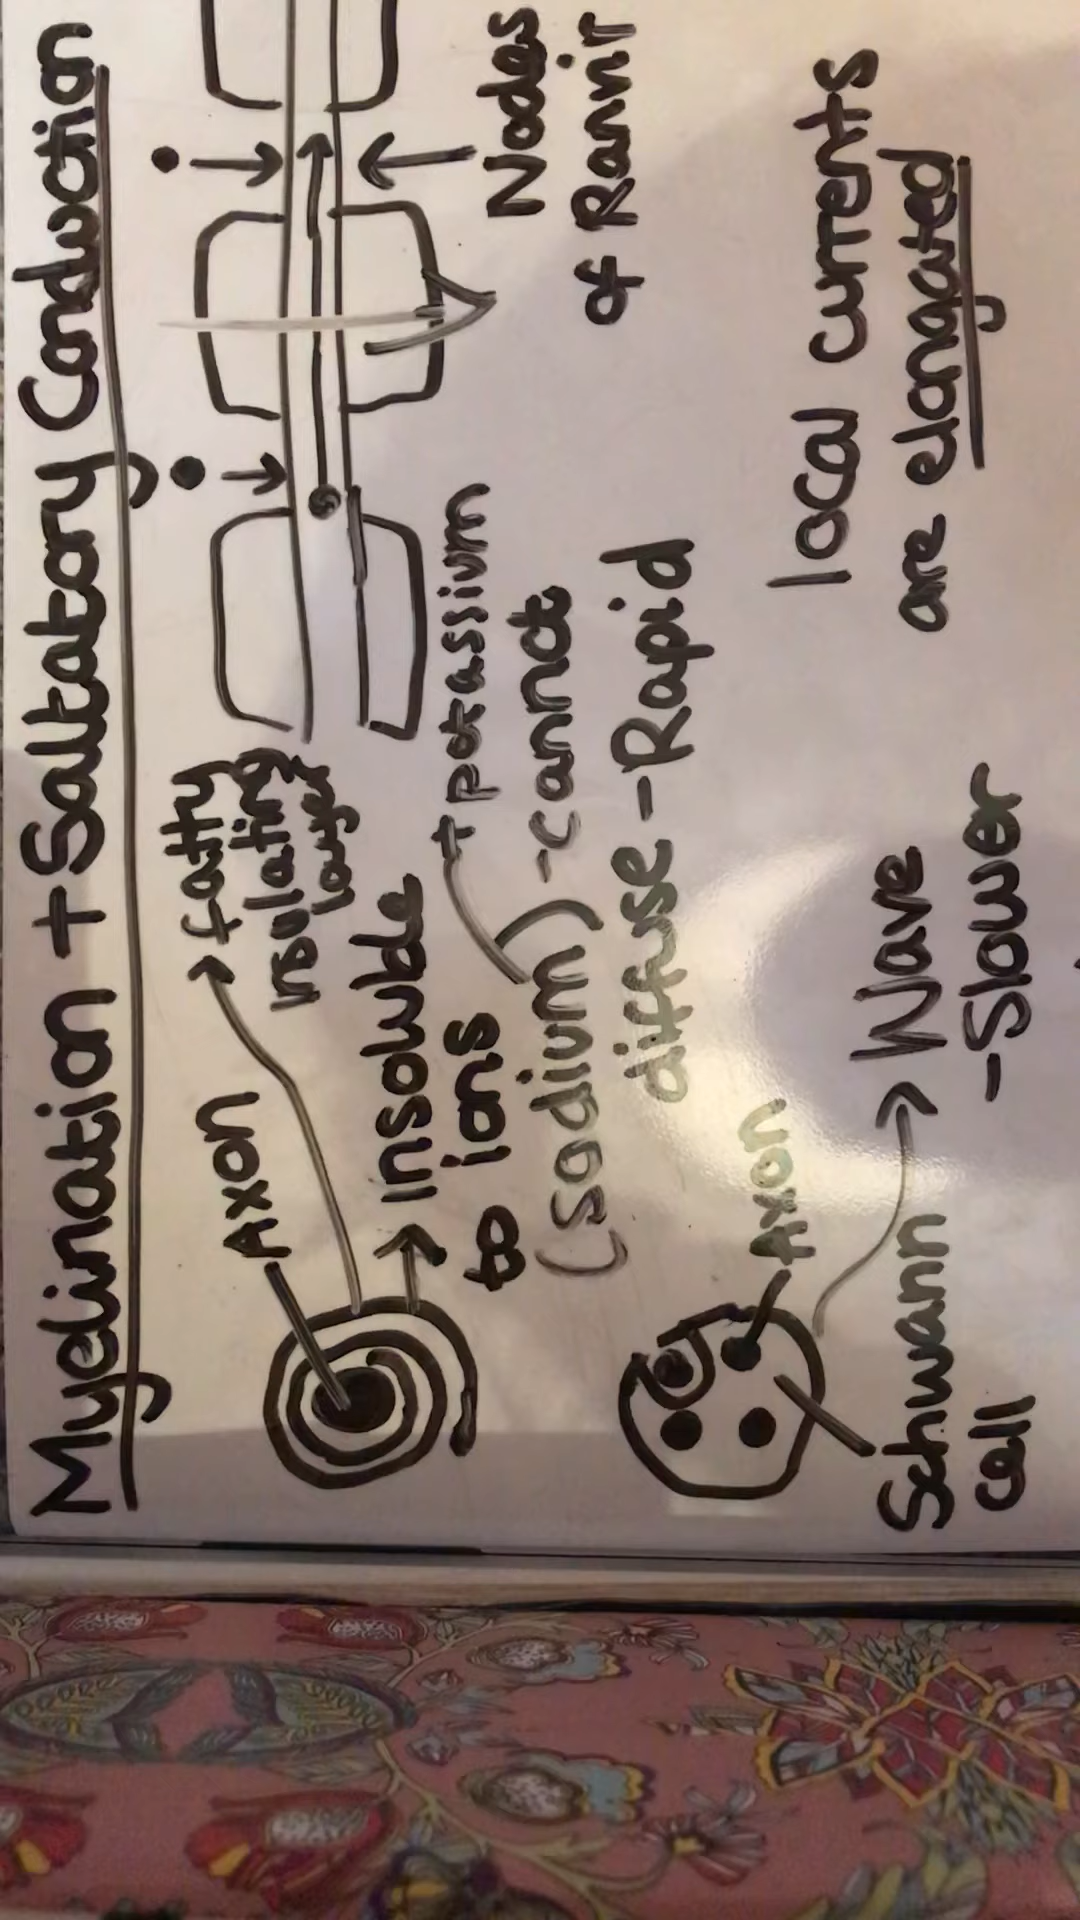 Myelination + Saltatory Conduction
Axon
fatty
insulating
layer
Insoluble
to ions
(sodium) - cannot
+ potassium
diffuse - Rapid
Nodes
of Ranvir
Axon
Schwann
cell
Wave
- Slower
local currents
are elongated